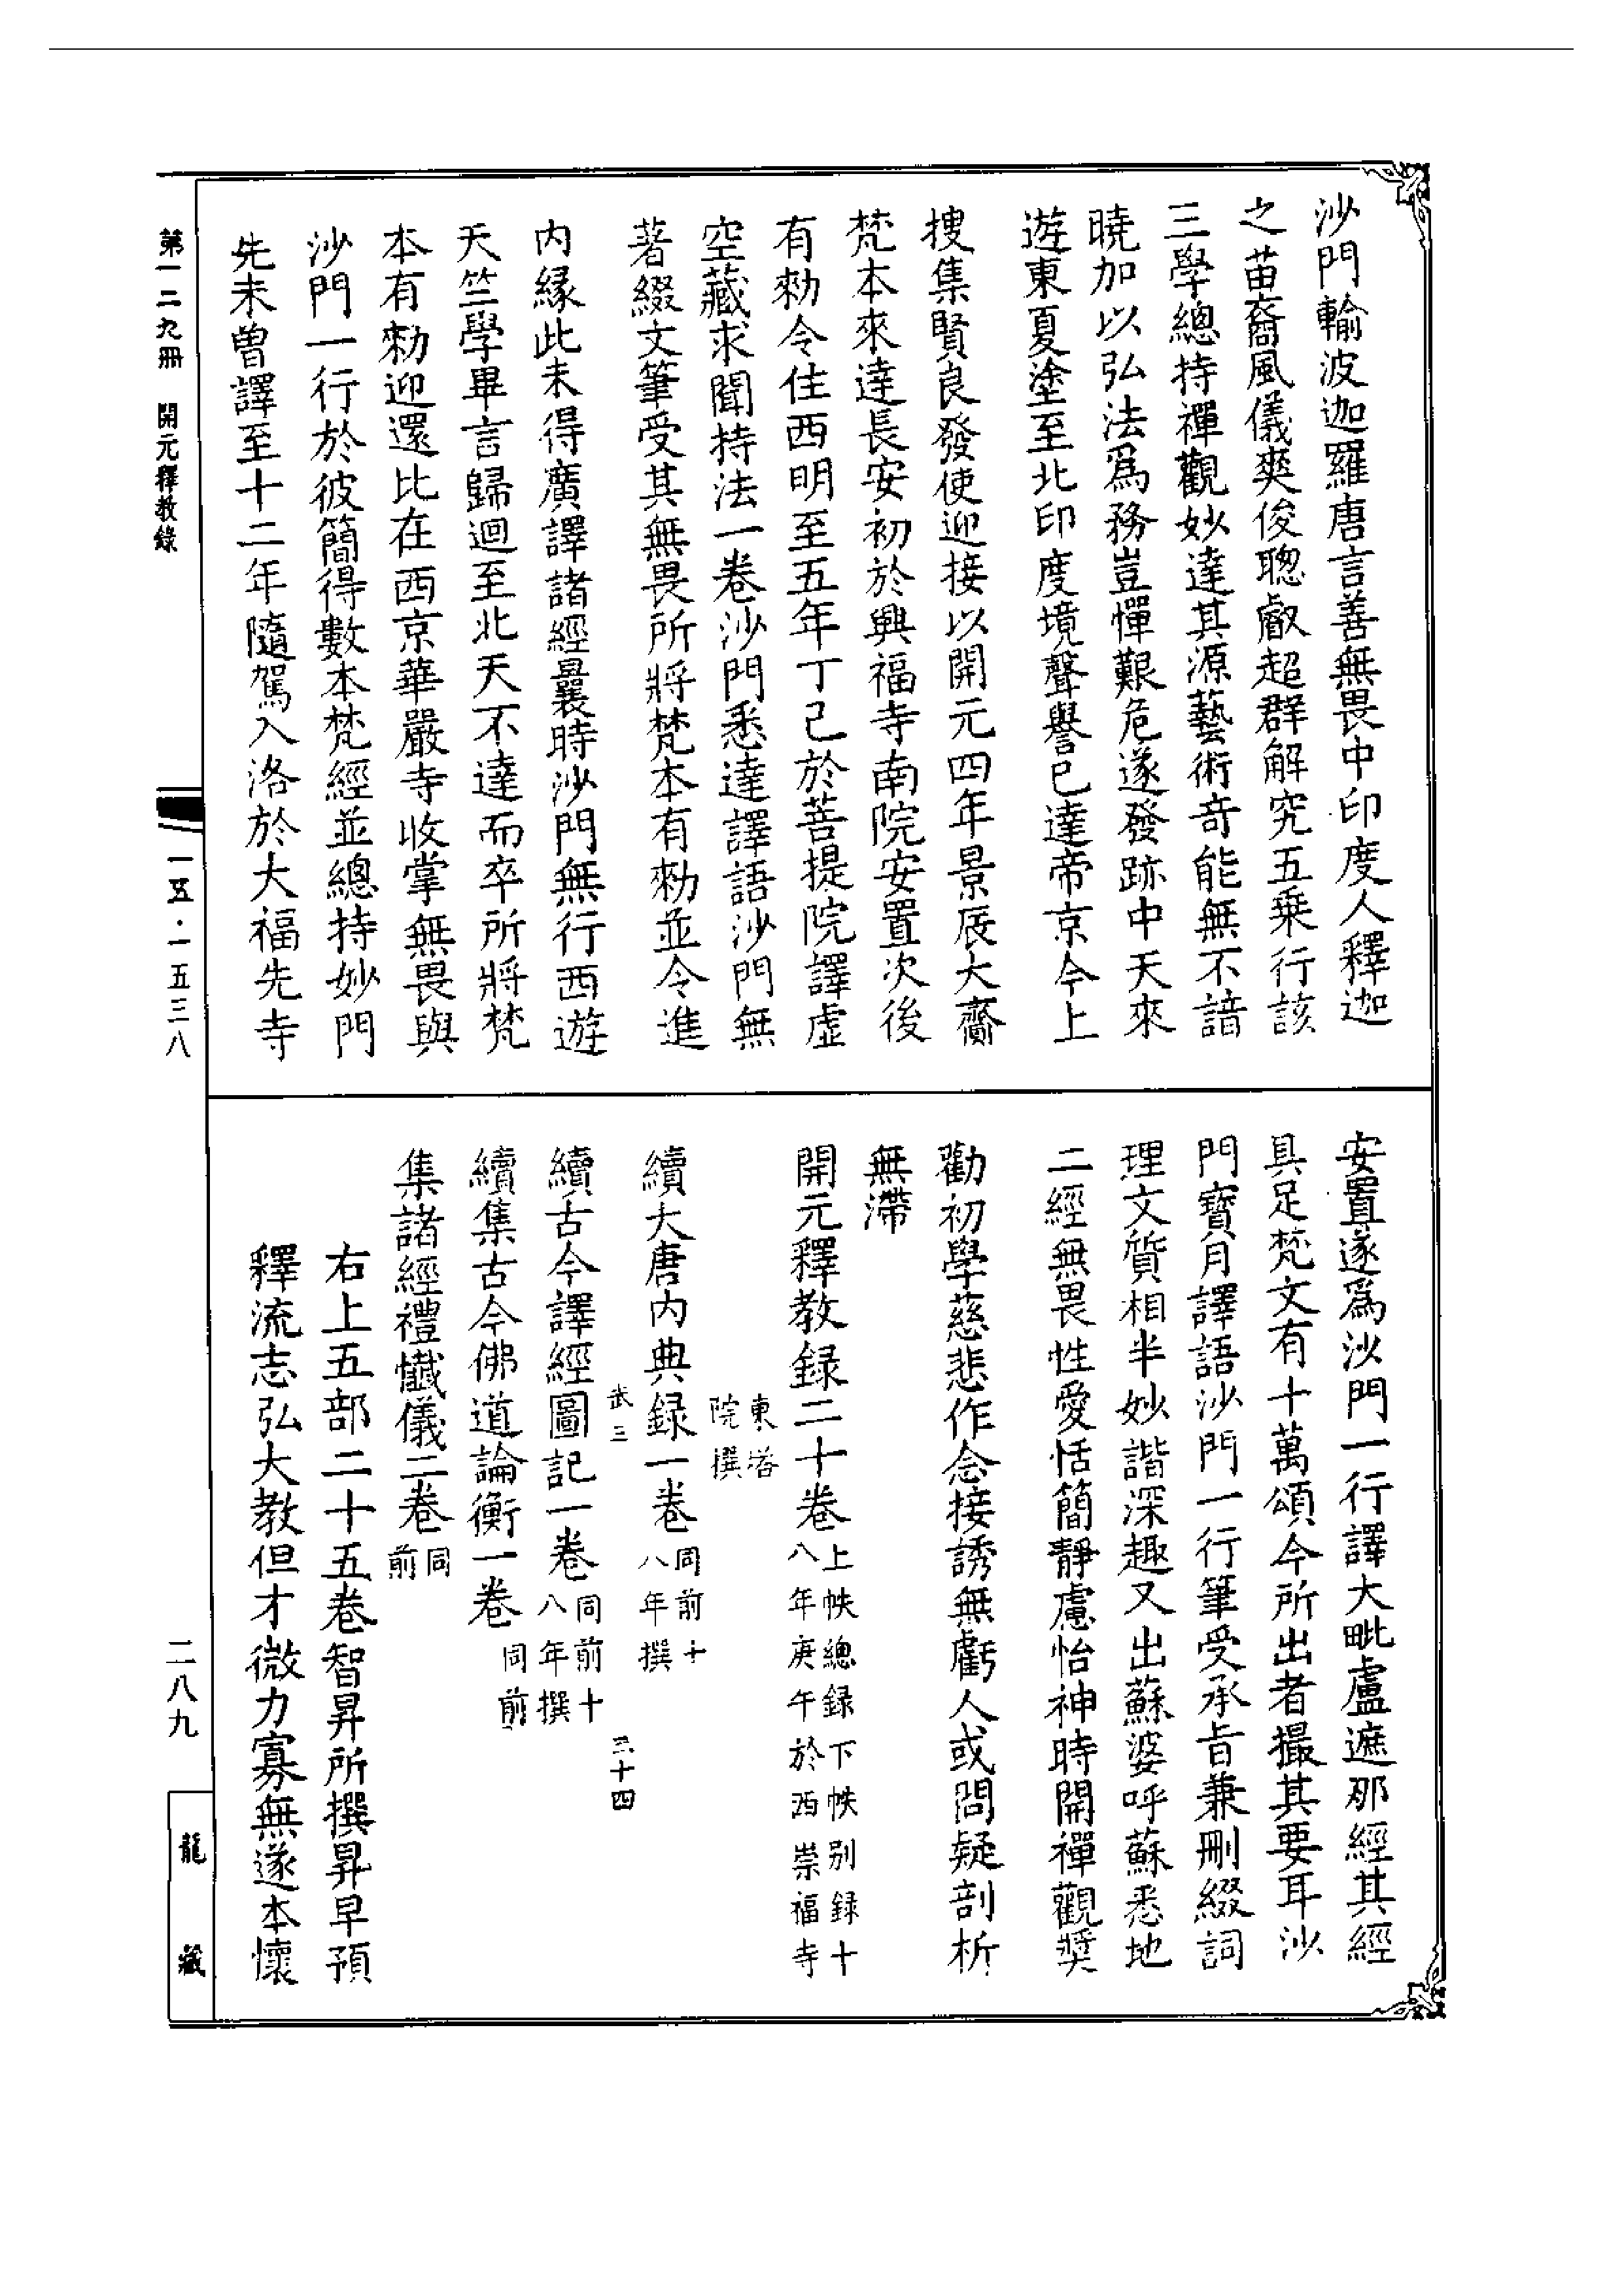 沙門輸波迦羅唐言善無畏中印度人釋迦
之苗裔風儀爽俊聰叡超群解究五乘行該
三學總持禪觀妙達其源藝術竒能無不諳
曉加以弘法爲務豈憚艱危遂發跡中天來
遊東夏塗至北印度境聲譽已達帝京今上
搜集賢良發使迎接以開元四年景辰大齎
梵本來達長安初於興福寺南院安置次後
有勑令住西明至五年丁己於菩提院譯虛
空藏求聞持法一卷沙門悉達譯語沙門無
著綴文筆受其無畏所將梵本有勑並令進
内緣此未得廣譯諸經曩時沙門無行西遊
天竺學畢言歸迴至北天不達而卒所將梵
本有勑迎還比在西京華嚴寺收掌無畏與
沙門一行於彼簡得數本梵經並總持妙門
先未曾譯至十二年隨駕入洛於大福先寺
安置遂爲沙門一行譯大毗盧遮那經其經
具足梵文有十萬頌今所出者撮其要耳沙
門寶月譯語沙門一行筆受承旨兼刪綴詞
理文質相半妙諧深趣又出蘇婆呼蘇悉地
二經無畏性愛恬簡靜慮怡神時開禪觀奬
勸初學慈悲作念接誘無虧人或問疑剖析
無滯
開元釋教録二十卷上帙總録下帙别録十
八年庚午於西崇福寺
東塔
院撰
續大唐内典録一卷同前十
八年撰
武三
三十四
續古今譯經圖記一卷同前十
八年撰
續集古今佛道論衡一卷同前
集諸經禮懺儀二卷同
前
右上五部二十五卷智昇所撰昇早預
釋流志弘大教但才微力寡無遂本懷
第一二九冊 開元釋教錄
一五·一五三八
二八九
龍藏